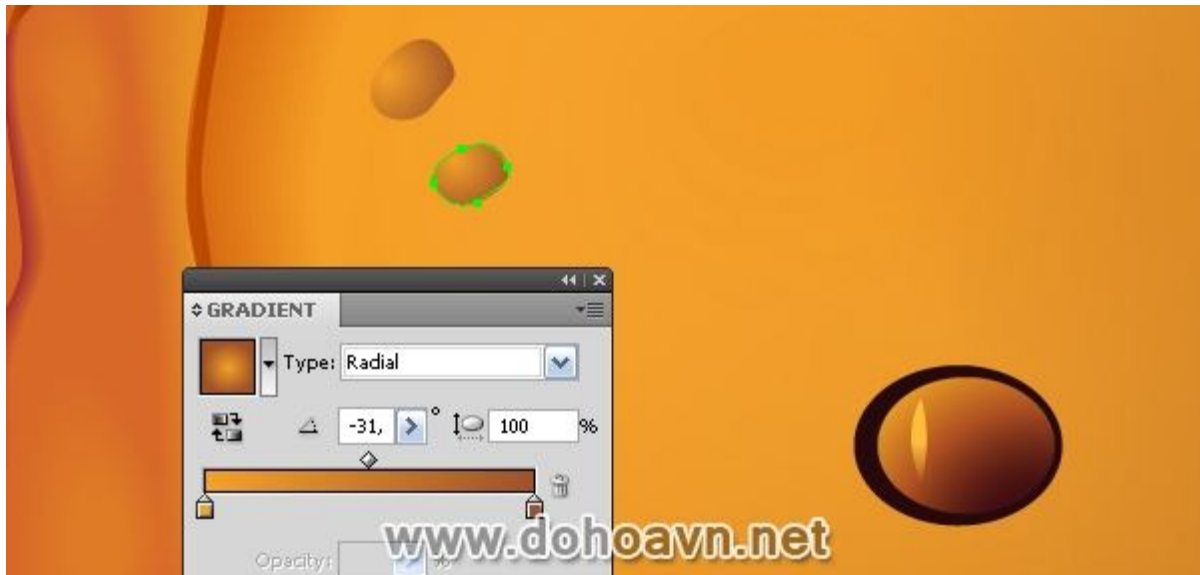 GRADIENT
Type: Radial
-31, ° 100 %
Opacity: %
www.dohoavn.net